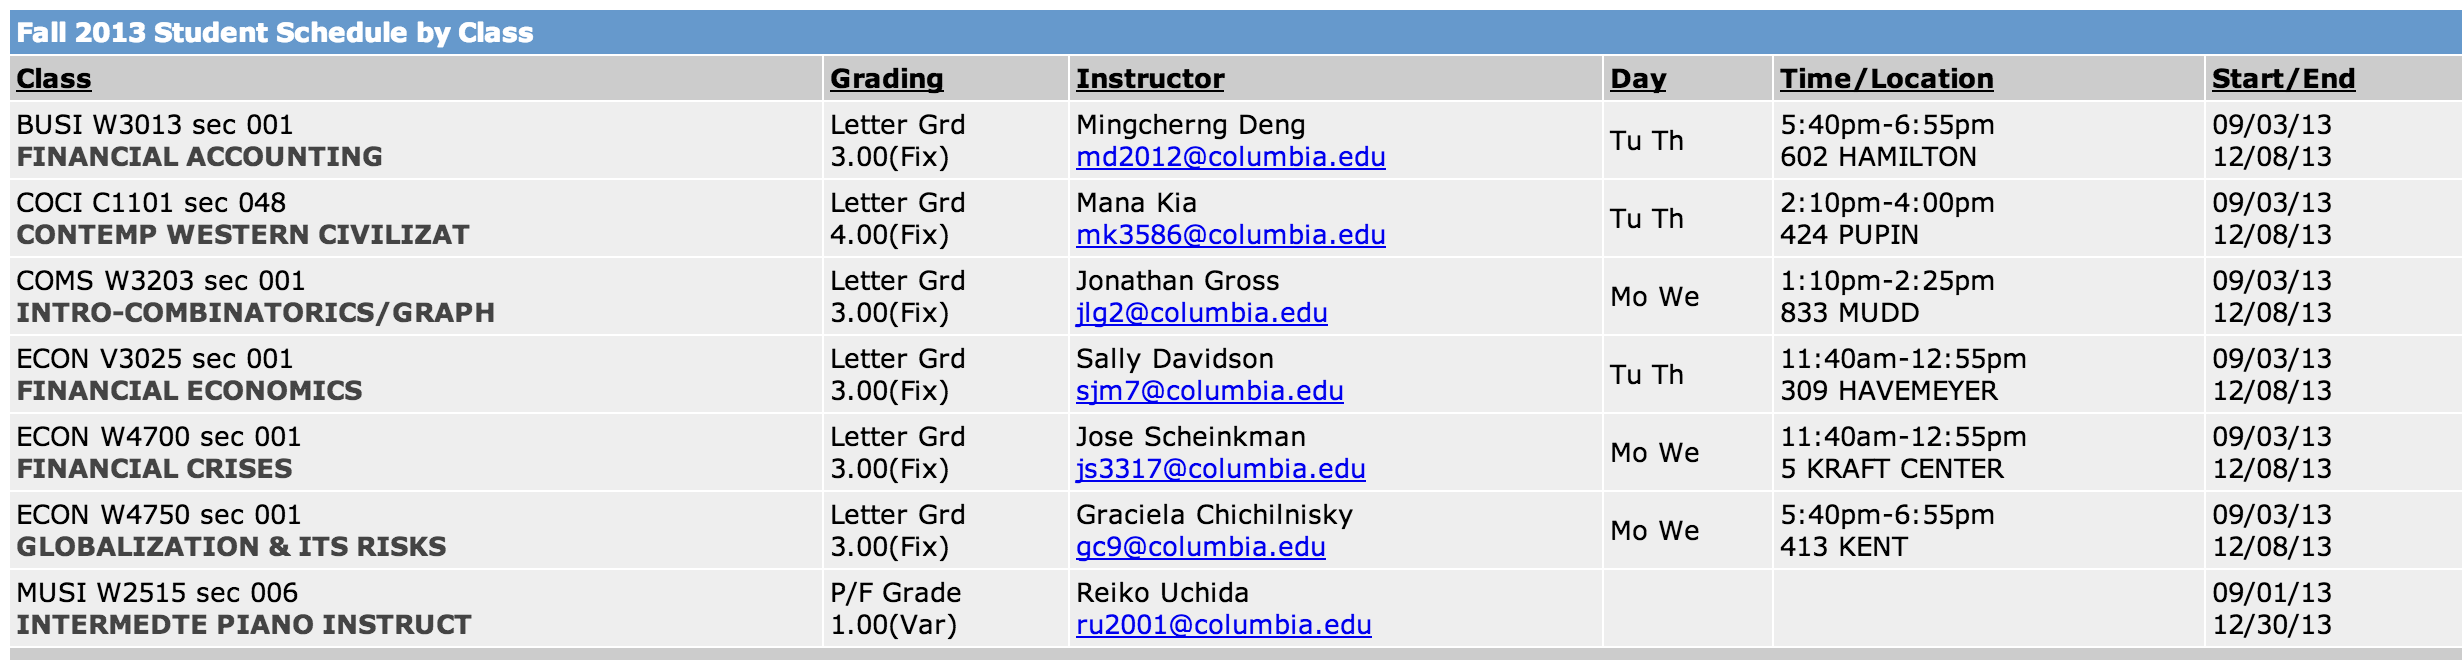 Fall 2013 Student Schedule by Class
Class Grading Instructor Day Time/Location Start/End
BUSI W3013 sec 001 Letter Grd Mingcherng Deng Tu Th 5:40pm-6:55pm 09/03/13
FINANCIAL ACCOUNTING 3.00(Fix) md2012@columbia.edu 602 HAMILTON 12/08/13
COCI C1101 sec 048 Letter Grd Mana Kia Tu Th 2:10pm-4:00pm 09/03/13
CONTEMP WESTERN CIVILIZAT 4.00(Fix) mk3586@columbia.edu 424 PUPIN 12/08/13
COMS W3203 sec 001 Letter Grd Jonathan Gross Mo We 1:10pm-2:25pm 09/03/13
INTRO-COMBINATORICS/GRAPH 3.00(Fix) jlg2@columbia.edu 833 MUDD 12/08/13
ECON V3025 sec 001 Letter Grd Sally Davidson Tu Th 11:40am-12:55pm 09/03/13
FINANCIAL ECONOMICS 3.00(Fix) sjm7@columbia.edu 309 HAVEMEYER 12/08/13
ECON W4700 sec 001 Letter Grd Jose Scheinkman Mo We 11:40am-12:55pm 09/03/13
FINANCIAL CRISES 3.00(Fix) js3317@columbia.edu 5 KRAFT CENTER 12/08/13
ECON W4750 sec 001 Letter Grd Graciela Chichilnisky Mo We 5:40pm-6:55pm 09/03/13
GLOBALIZATION & ITS RISKS 3.00(Fix) gc9@columbia.edu 413 KENT 12/08/13
MUSI W2515 sec 006 P/F Grade Reiko Uchida 09/01/13
INTERMEDTE PIANO INSTRUCT 1.00(Var) ru2001@columbia.edu 12/30/13